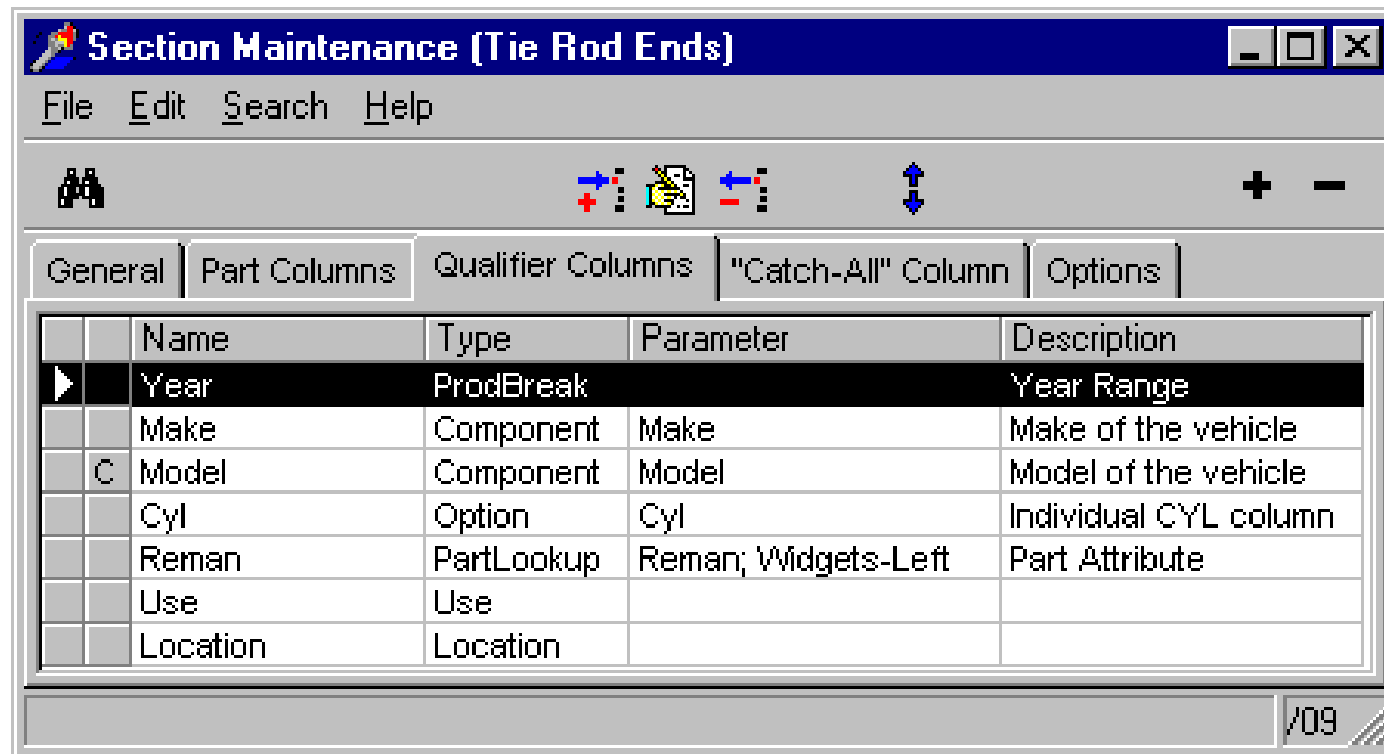 Section Maintenance (Tie Rod Ends)
File Edit Search Help
General Part Columns Qualifier Columns "Catch-All" Column Options
Name Type Parameter Description
Year ProdBreak Year Range
Make Component Make Make of the vehicle
C Model Component Model Model of the vehicle
Cyl Option Cyl Individual CYL column
Reman PartLookup Reman; Widgets-Left Part Attribute
Use Use
Location Location
/09